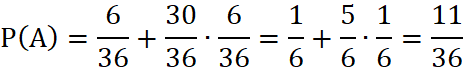 P(A) = 6/36 + 30/36 · 6/36 = 1/6 + 5/6 · 1/6 = 11/36